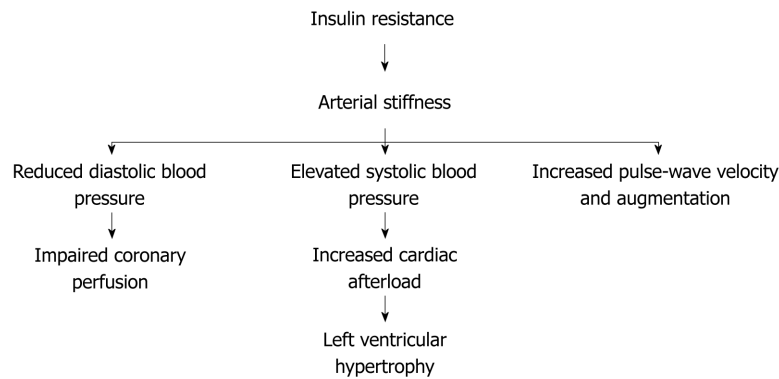 Insulin resistance
Arterial stiffness
Reduced diastolic blood
pressure
Elevated systolic blood
pressure
Increased pulse-wave velocity
and augmentation
Impaired coronary
perfusion
Increased cardiac
afterload
Left ventricular
hypertrophy